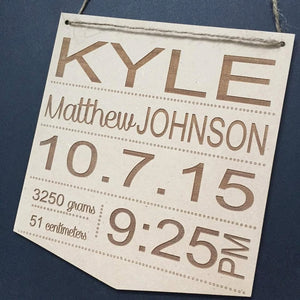 KYLE
Matthew JOHNSON
10.7.15
3250 grams
51 centimeters
9:25 PM